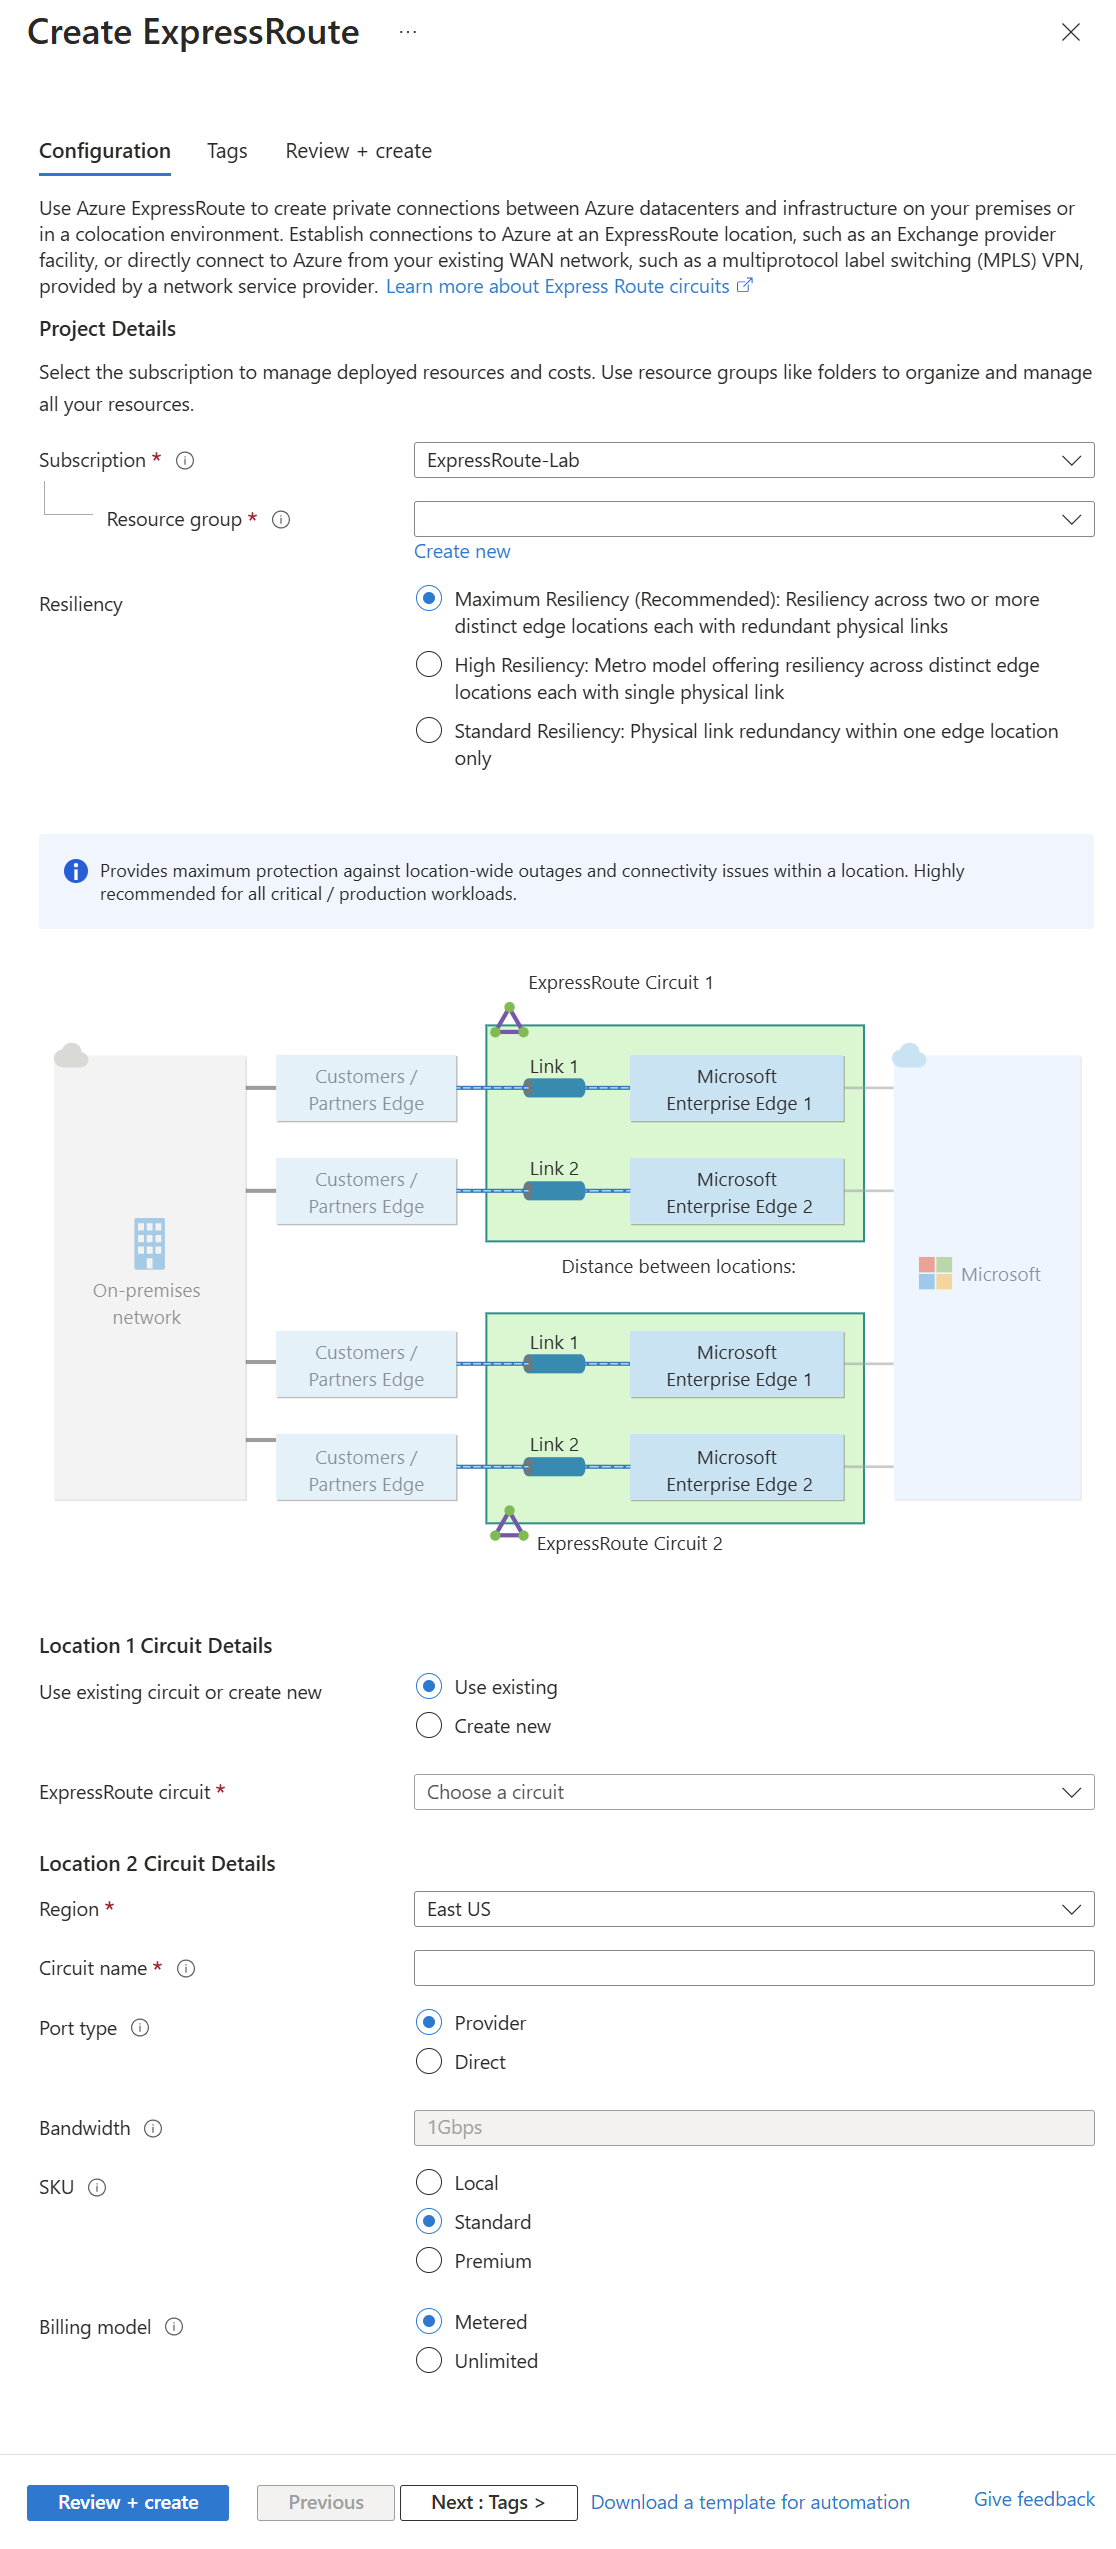 Create ExpressRoute ...
Configuration Tags Review + create
Use Azure ExpressRoute to create private connections between Azure datacenters and infrastructure on your premises or
in a colocation environment. Establish connections to Azure at an ExpressRoute location, such as an Exchange provider
facility, or directly connect to Azure from your existing WAN network, such as a multiprotocol label switching (MPLS) VPN,
provided by a network service provider. Learn more about Express Route circuits
Project Details
Select the subscription to manage deployed resources and costs. Use resource groups like folders to organize and manage
all your resources.
Subscription * ExpressRoute-Lab
Resource group *
Create new
Resiliency
Maximum Resiliency (Recommended): Resiliency across two or more
distinct edge locations each with redundant physical links
High Resiliency: Metro model offering resiliency across distinct edge
locations each with single physical link
Standard Resiliency: Physical link redundancy within one edge location
only
Provides maximum protection against location-wide outages and connectivity issues within a location. Highly
recommended for all critical / production workloads.
ExpressRoute Circuit 1
Customers /
Partners Edge
Link 1
Microsoft
Enterprise Edge 1
Customers /
Partners Edge
Link 2
Microsoft
Enterprise Edge 2
Distance between locations:
On-premises
network
Microsoft
Customers /
Partners Edge
Link 1
Microsoft
Enterprise Edge 1
Customers /
Partners Edge
Link 2
Microsoft
Enterprise Edge 2
ExpressRoute Circuit 2
Location 1 Circuit Details
Use existing circuit or create new
Use existing
Create new
ExpressRoute circuit * Choose a circuit
Location 2 Circuit Details
Region * East US
Circuit name *
Port type
Provider
Direct
Bandwidth 1Gbps
SKU
Local
Standard
Premium
Billing model
Metered
Unlimited
Review + create Previous Next : Tags > Download a template for automation Give feedback